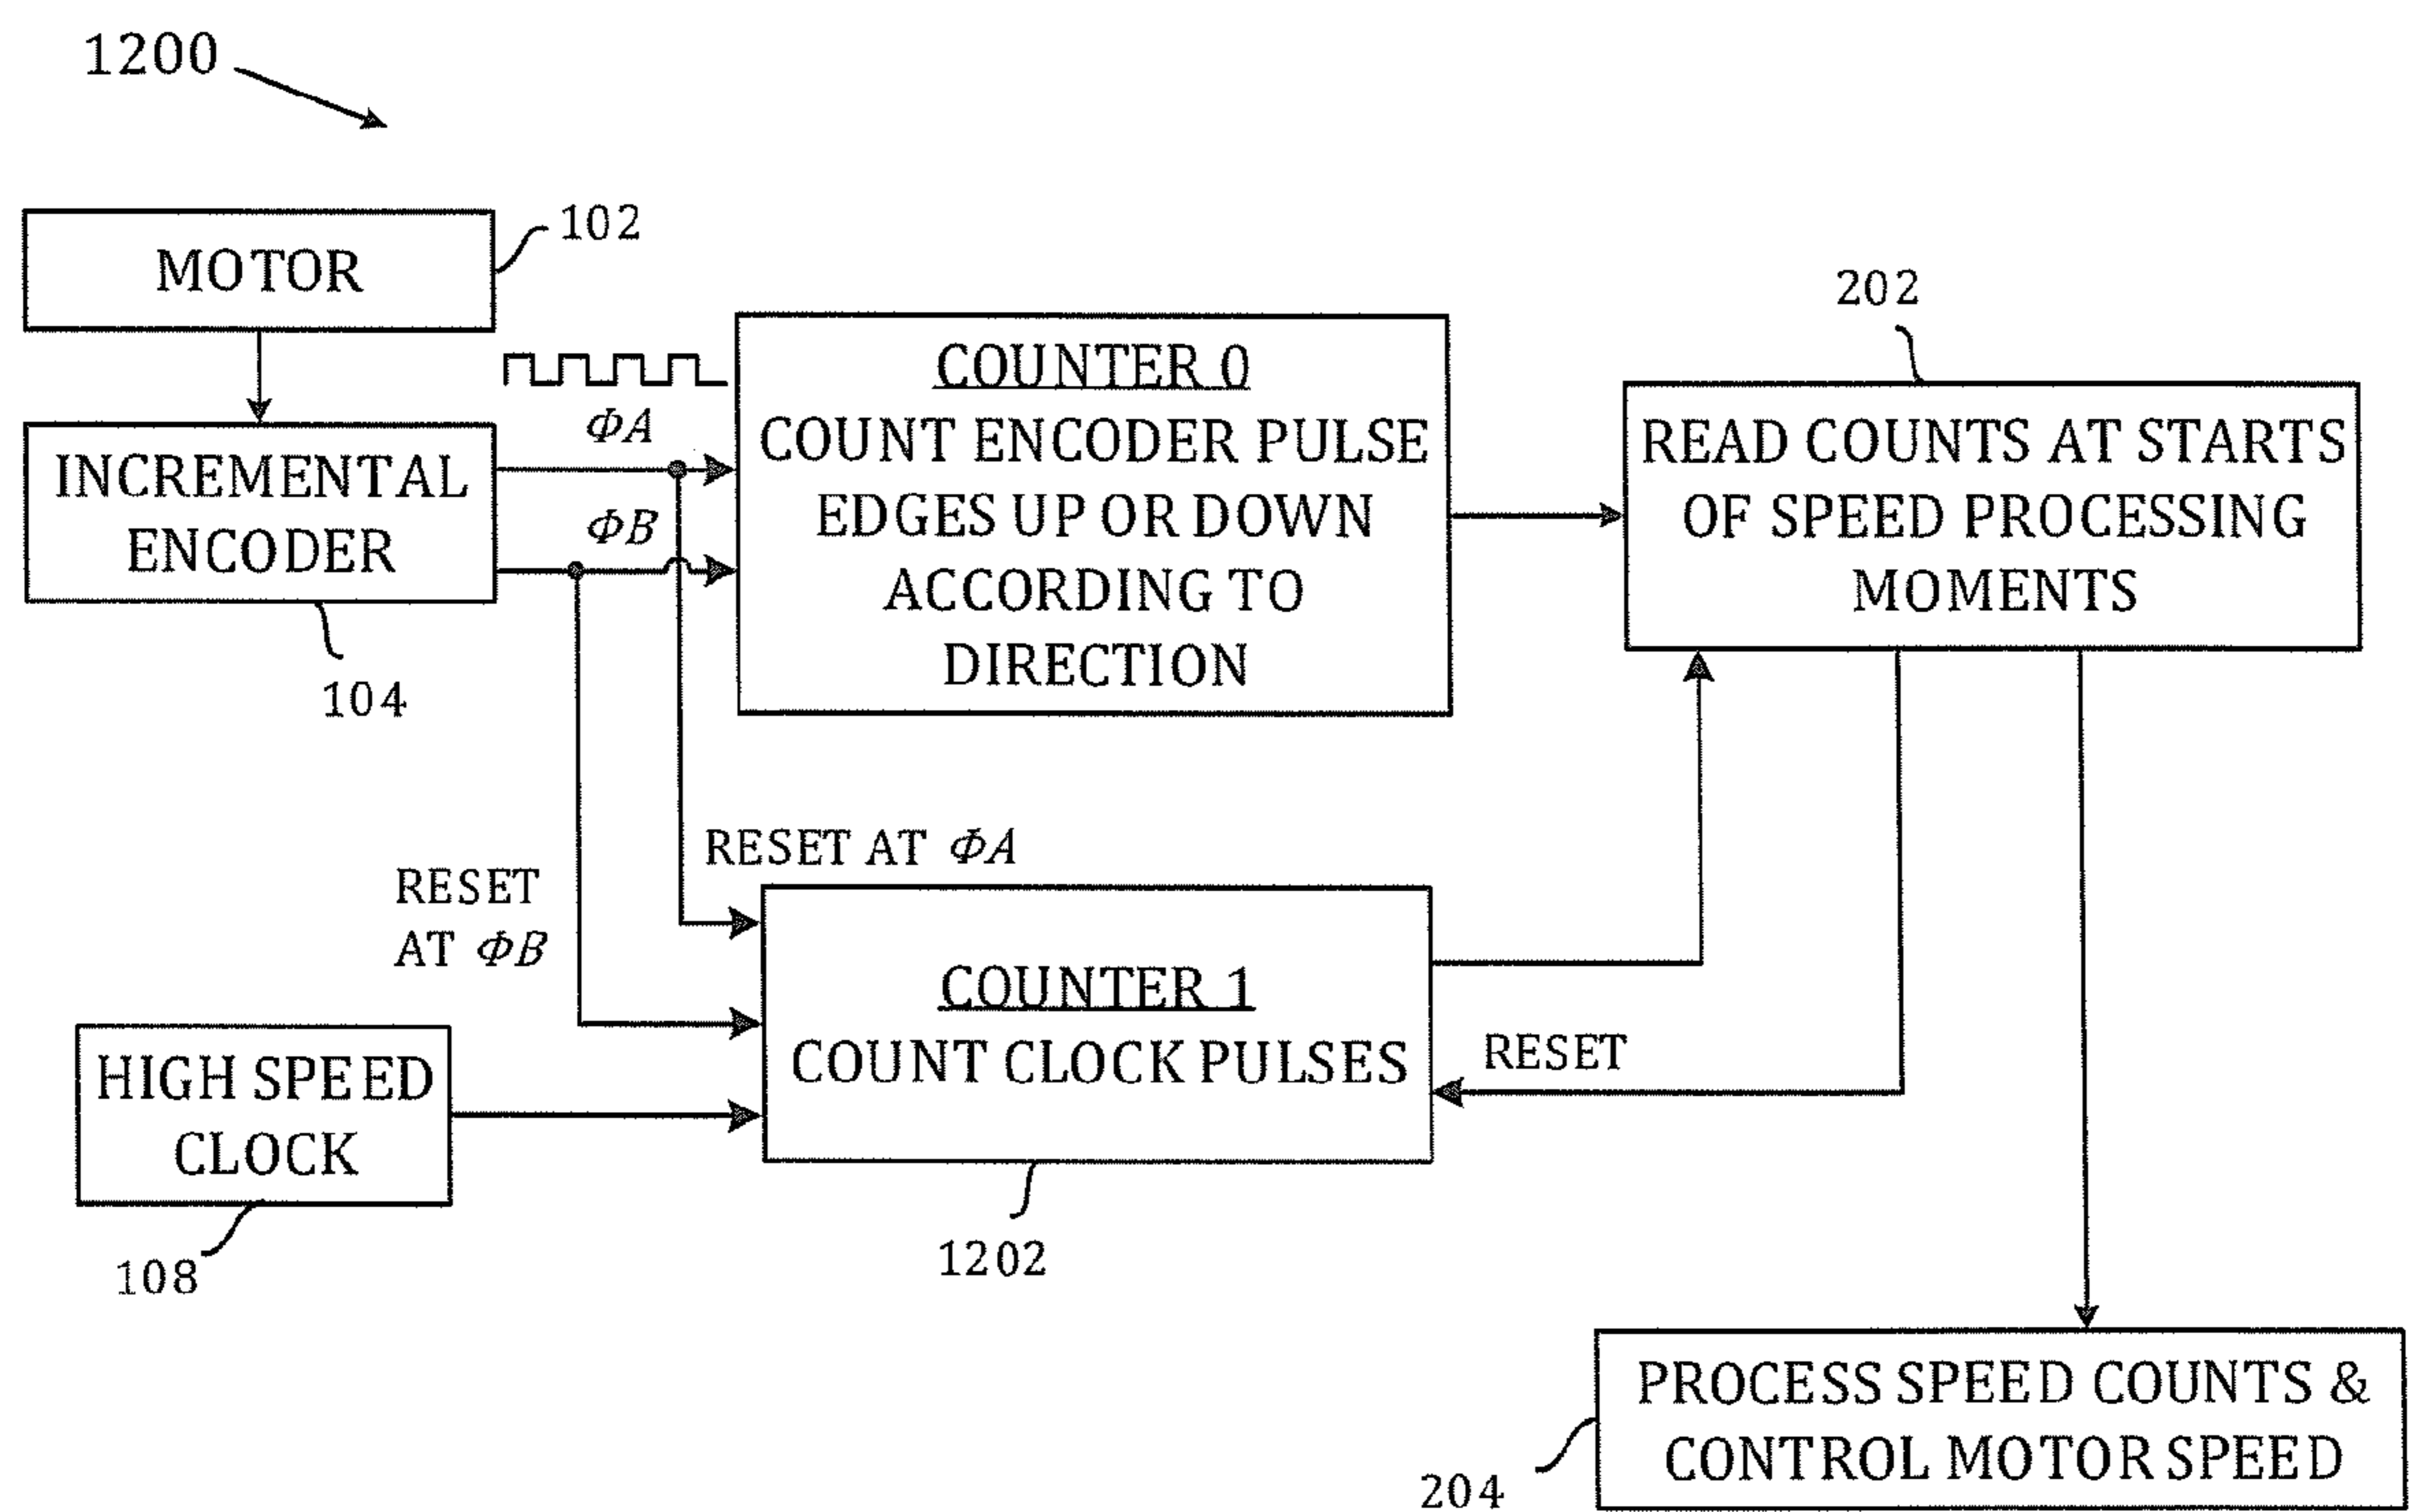 1200
MOTOR
102
INCREMENTAL
ENCODER
104
ΦA
ΦB
COUNTER 0
COUNT ENCODER PULSE
EDGES UP OR DOWN
ACCORDING TO
DIRECTION
202
READ COUNTS AT STARTS
OF SPEED PROCESSING
MOMENTS
RESET AT ΦA
RESET
AT ΦB
HIGH SPEED
CLOCK
108
COUNTER 1
COUNT CLOCK PULSES
1202
RESET
PROCESS SPEED COUNTS &
CONTROL MOTOR SPEED
204